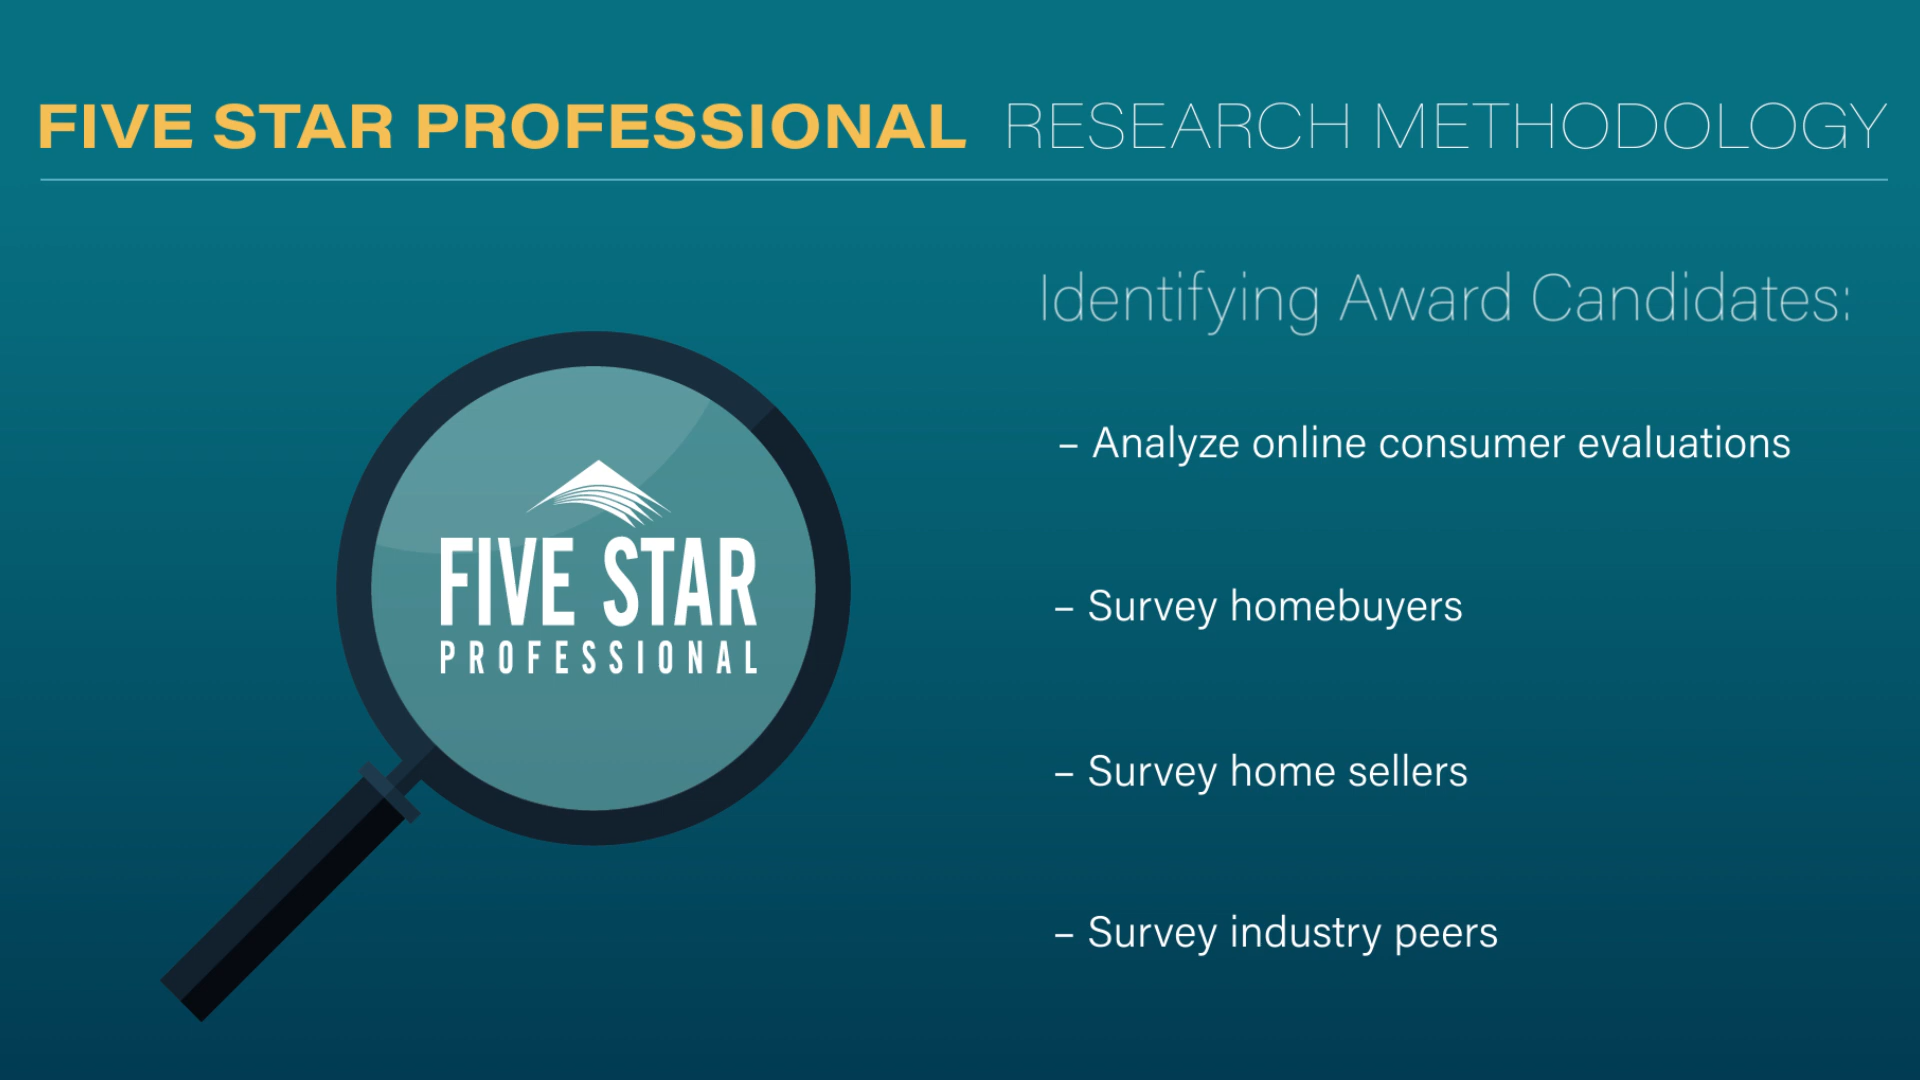 FIVE STAR PROFESSIONAL RESEARCH METHODOLOGY
Identifying Award Candidates:
– Analyze online consumer evaluations
FIVE STAR
PROFESSIONAL
– Survey homebuyers
– Survey home sellers
– Survey industry peers